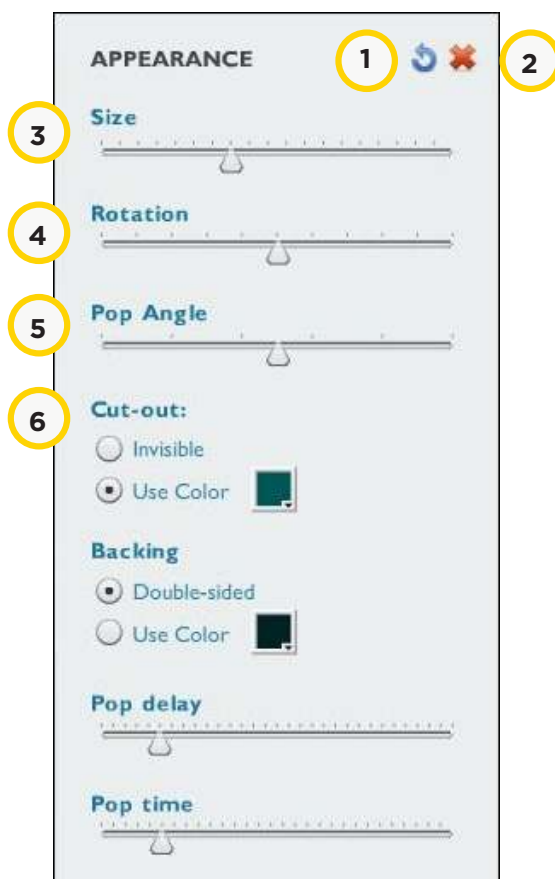 APPEARANCE 1 2
3 Size
4 Rotation
5 Pop Angle
6 Cut-out:
Invisible
Use Color
Backing
Double-sided
Use Color
Pop delay
Pop time